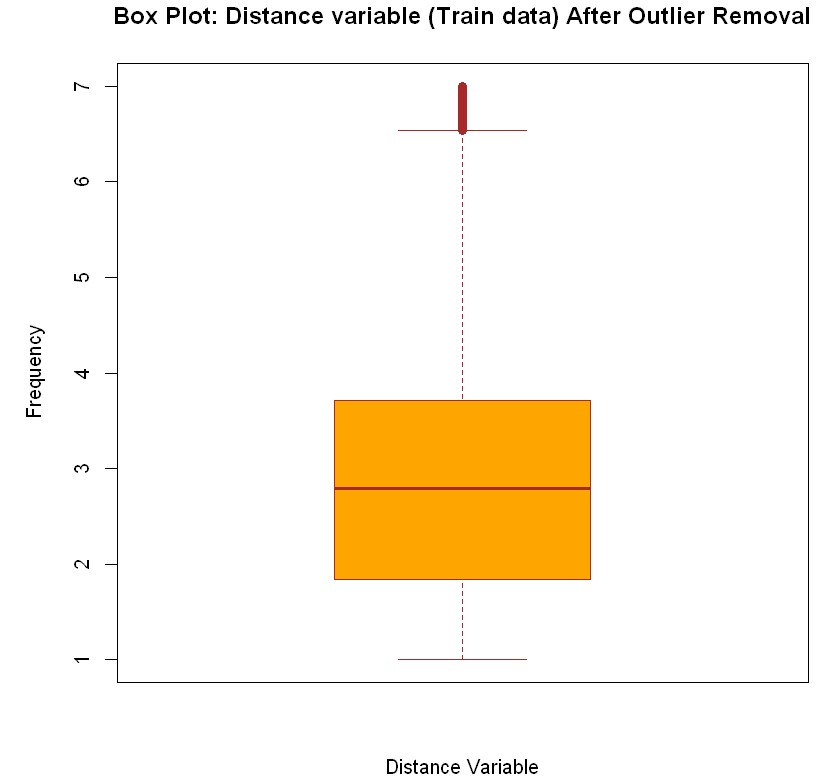 Box Plot: Distance variable (Train data) After Outlier Removal
7
6
5
4
3
2
1
Frequency
Distance Variable